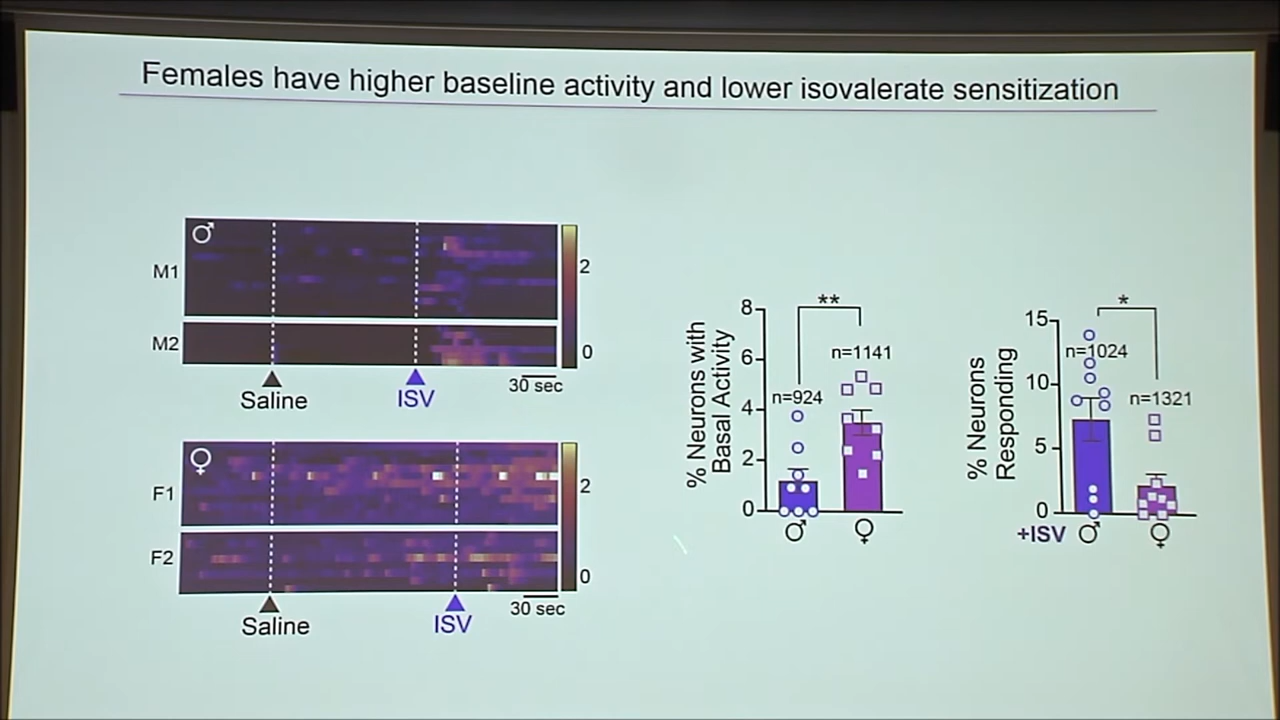 Females have higher baseline activity and lower isovalerate sensitization
♂
M1
M2
2
0
30 sec
Saline
ISV
♀
F1
F2
2
0
30 sec
Saline
ISV
% Neurons with
Basal Activity
8
6
4
2
0
**
n=924
n=1141
♂
♀
% Neurons
Responding
15
10
5
0
*
n=1024
n=1321
+ISV
♂
♀